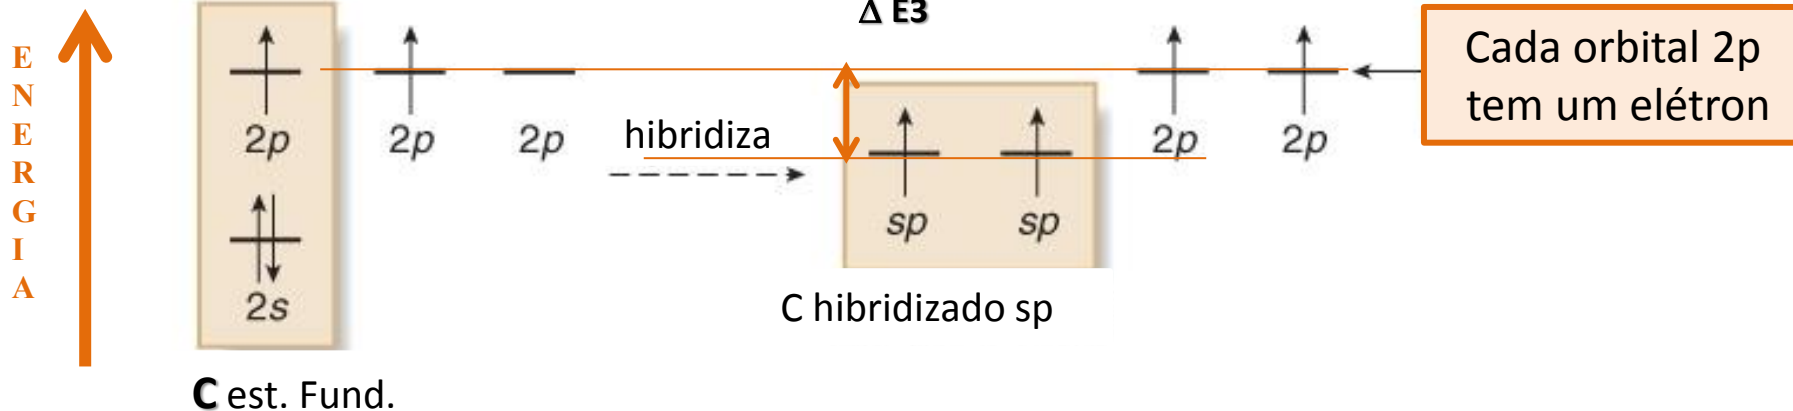 Δ E3
ENERGIA
2p 2p 2p
2s
C est. Fund.
hibridiza
sp sp
2p 2p
C hibridizado sp
Cada orbital 2p
tem um elétron